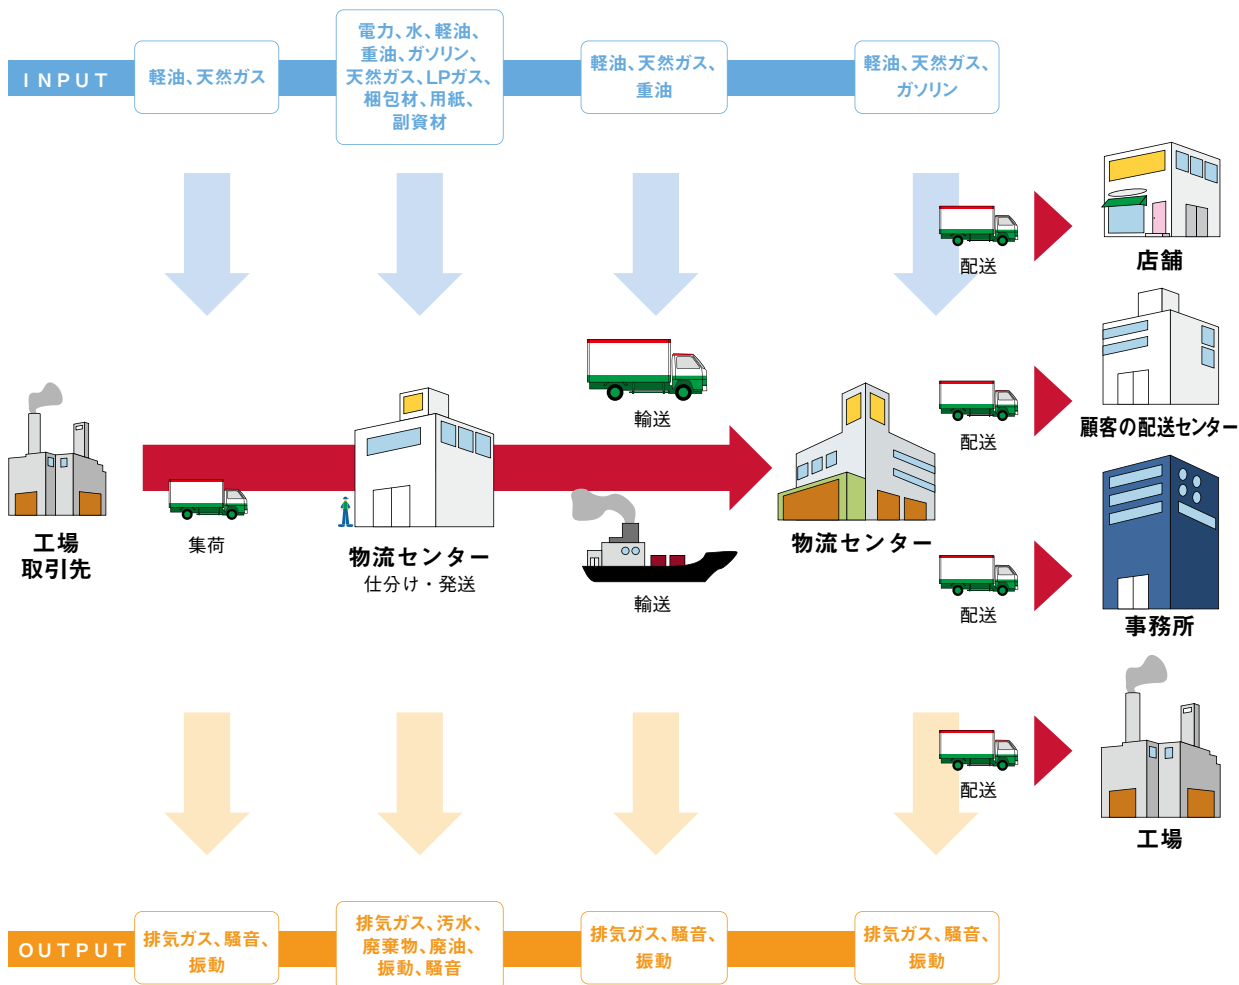 INPUT
軽油、天然ガス
電力、水、軽油、
重油、ガソリン、
天然ガス、LPガス、
梱包材、用紙、
副資材
軽油、天然ガス、
重油
軽油、天然ガス、
ガソリン
配送
店舗
輸送
配送
顧客の配送センター
工場
取引先
集荷
物流センター
仕分け・発送
輸送
物流センター
配送
事務所
配送
工場
OUTPUT
排気ガス、騒音、
振動
排気ガス、汚水、
廃棄物、廃油、
振動、騒音
排気ガス、騒音、
振動
排気ガス、騒音、
振動